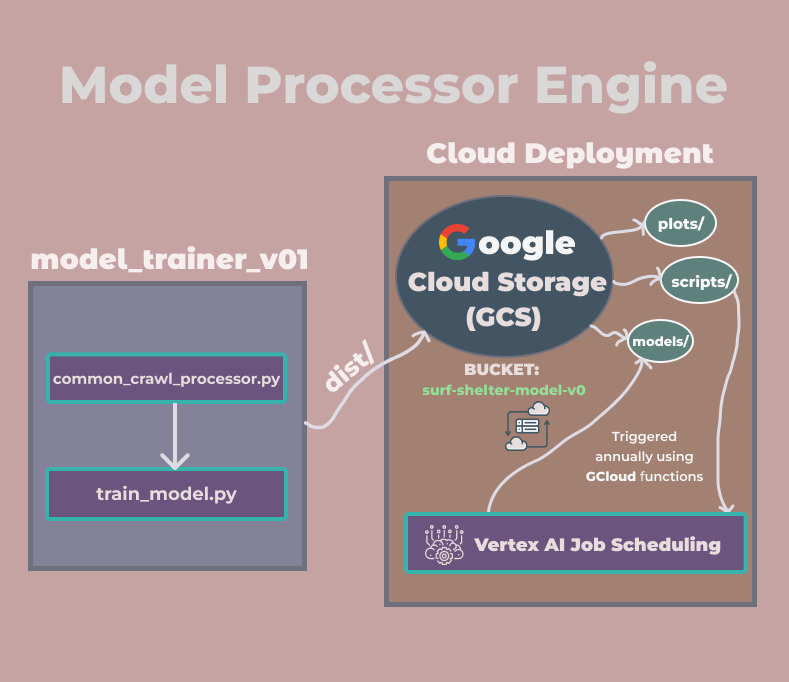 Model Processor Engine
Cloud Deployment
model_trainer_v01
common_crawl_processor.py
train_model.py
dist/
Google
Cloud Storage
(GCS)
plots/
scripts/
models/
BUCKET:
surf-shelter-model-v0
Triggered
annually using
GCloud functions
Vertex AI Job Scheduling